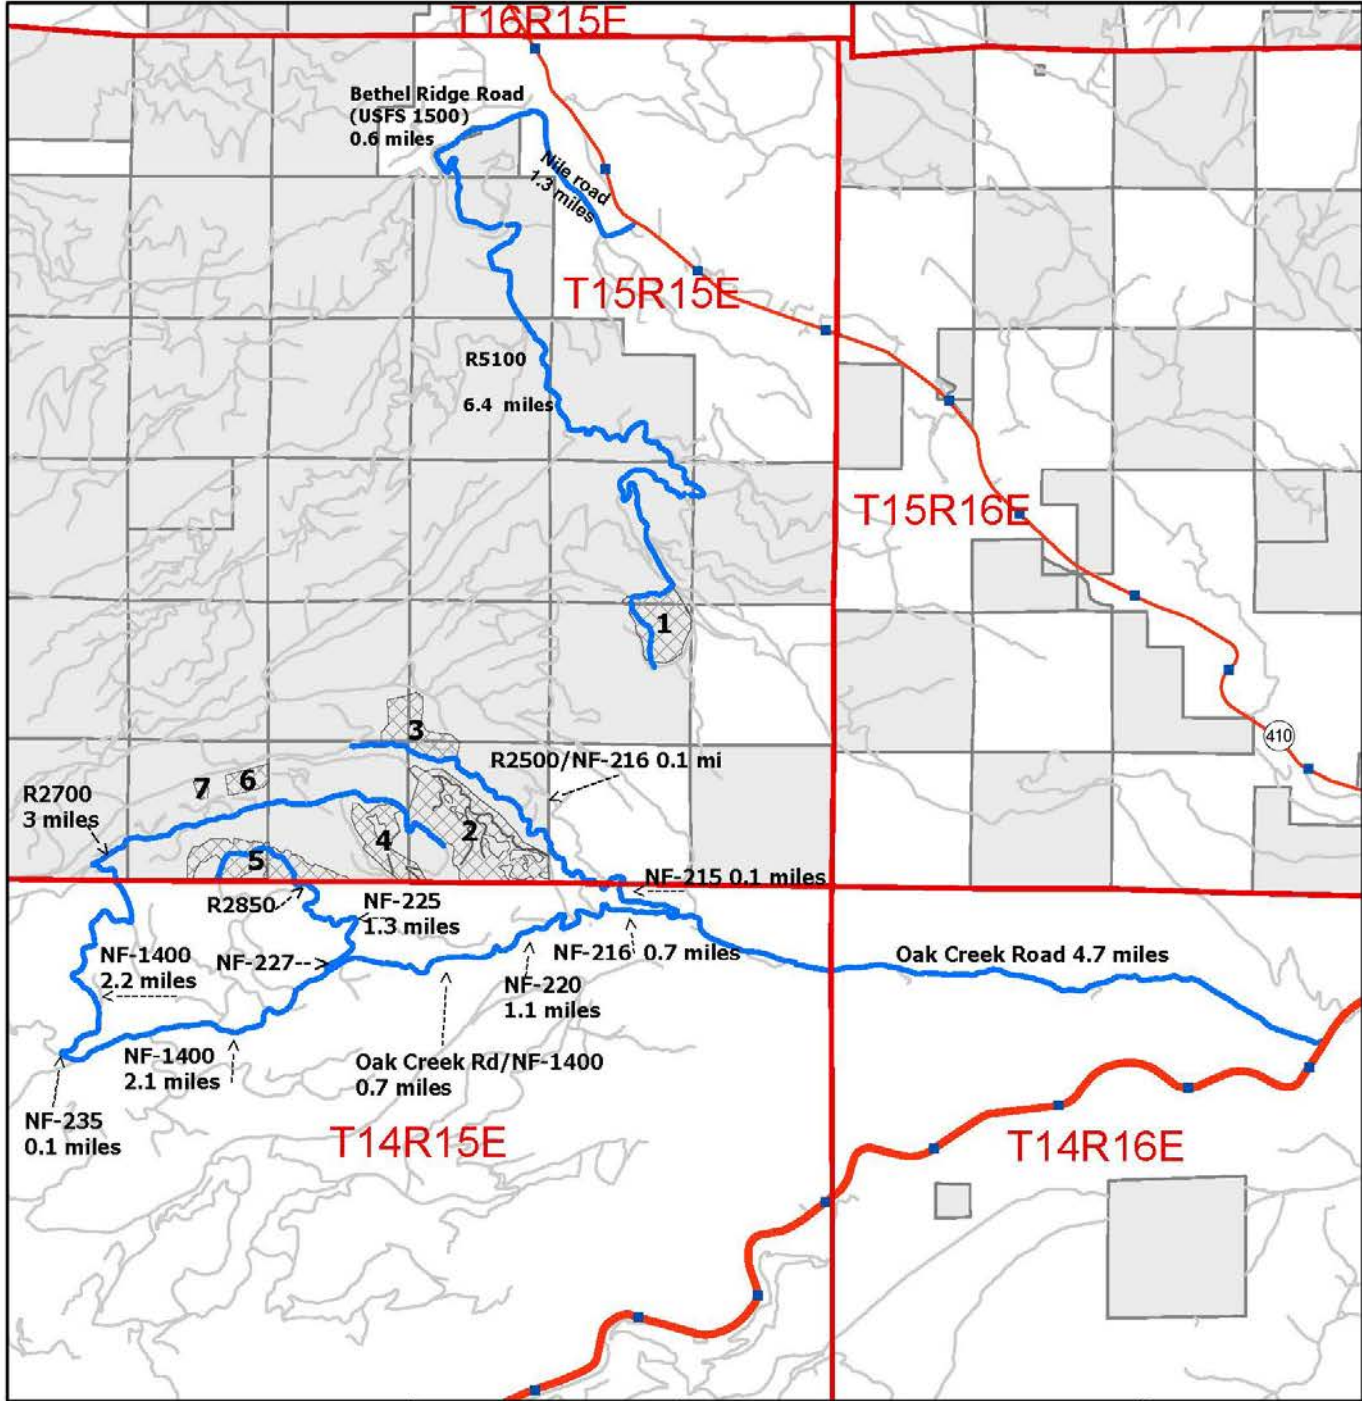 T16R15E
Bethel Ridge Road
(USFS 1500)
0.6 miles
Nile road
1.3 miles
T15R15E
R5100
6.4 miles
T15R16E
1
3
410
R2500/NF-216 0.1 mi
7
6
R2700
3 miles
2
4
5
NF-215 0.1 miles
R2850
NF-225
1.3 miles
NF-1400
2.2 miles
NF-227
NF-216 0.7 miles
Oak Creek Road 4.7 miles
NF-220
1.1 miles
NF-1400
2.1 miles
Oak Creek Rd/NF-1400
0.7 miles
NF-235
0.1 miles
T14R15E
T14R16E